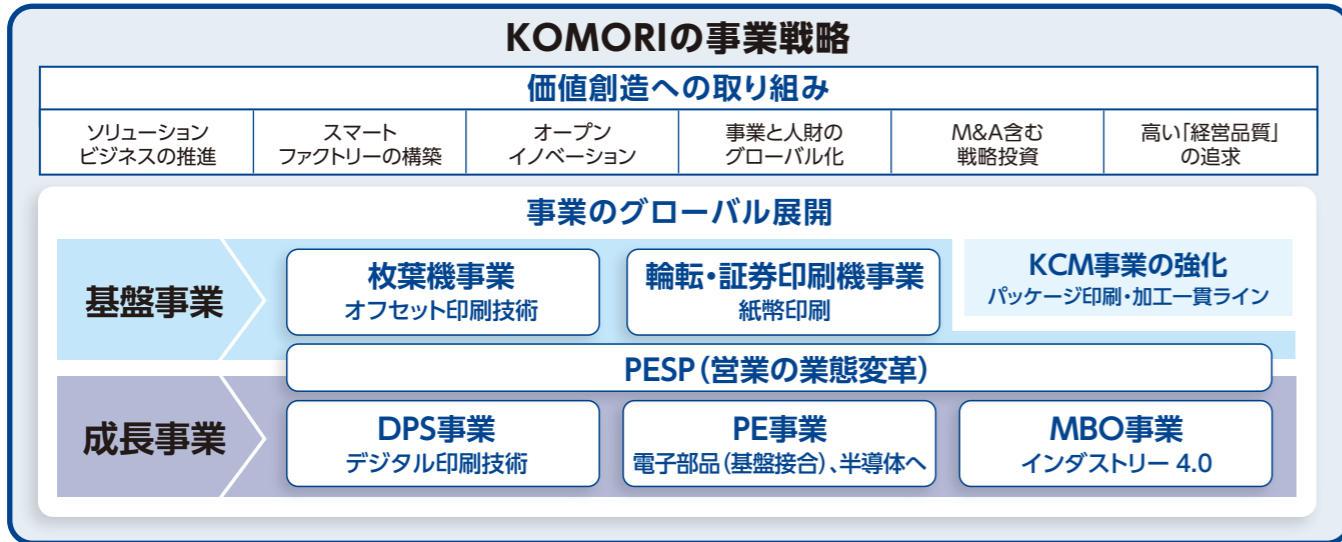 KOMORIの事業戦略
価値創造への取り組み
ソリューション
ビジネスの推進
スマート
ファクトリーの構築
オープン
イノベーション
事業と人財の
グローバル化
M&A含む
戦略投資
高い「経営品質」
の追求
事業のグローバル展開
基盤事業
枚葉機事業
オフセット印刷技術
輪転・証券印刷機事業
紙幣印刷
KCM事業の強化
パッケージ印刷・加工一貫ライン
PESP(営業の業態変革)
成長事業
DPS事業
デジタル印刷技術
PE事業
電子部品(基盤接合)、半導体へ
MBO事業
インダストリー 4.0